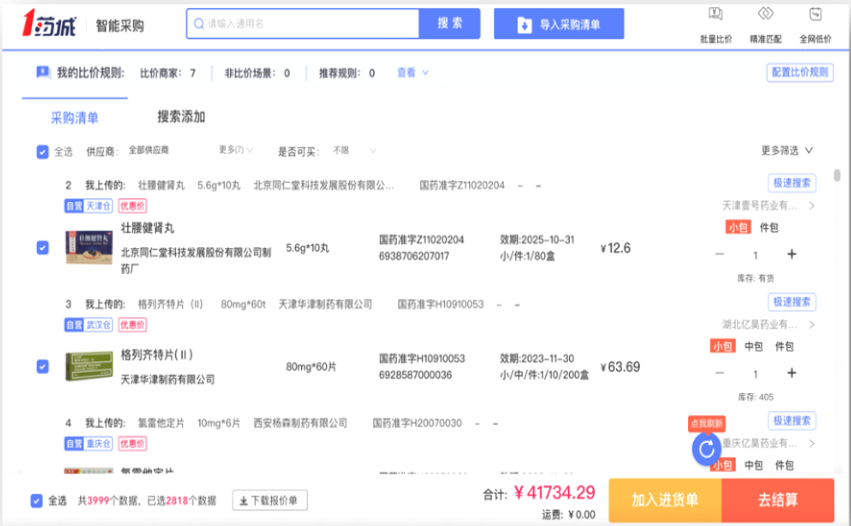 1药城 智能采购 请输入通用名 搜 索 导入采购清单 批量比价 精准匹配 全网低价
我的比价规则: 比价商家: 7 非比价场景: 0 推荐规则: 0 查看 配置比价规则
采购清单 搜索添加
全选 供应商: 全部供应商 更多(7) 是否可买: 不限 更多筛选
2 我上传的: 壮腰健肾丸 5.6g*10丸 北京同仁堂科技发展股份有限公... 国药准字Z11020204 - - 极速搜索
自营 天津仓 优惠价 天津壹号药业有...
壮腰健肾丸 小包 件包
北京同仁堂科技发展股份有限公司制药厂
5.6g*10丸
国药准字Z11020204
6938706207017
效期:2025-10-31
小/件:1/80盒
¥12.6
— 1 +
库存: 有货
3 我上传的: 格列齐特片 (II) 80mg*60t 天津华津制药有限公司 国药准字H10910053 - - 极速搜索
自营 武汉仓 优惠价 湖北亿昊药业有...
格列齐特片(II) 小包 中包 件包
天津华津制药有限公司
80mg*60片
国药准字H10910053
6928587000036
效期:2023-11-30
小/中/件:1/10/200盒
¥63.69
— 1 +
库存: 405
4 我上传的: 氯雷他定片 10mg*6片 西安杨森制药有限公司 国药准字H20070030 - - 极速搜索
自营 重庆仓 优惠价 点我刷新 重庆亿昊药业有...
小包 中包 件包
全选 共3999个数据, 已选2818个数据 下载报价单 合计: ¥41734.29 加入进货单 去结算
运费: ¥0.00